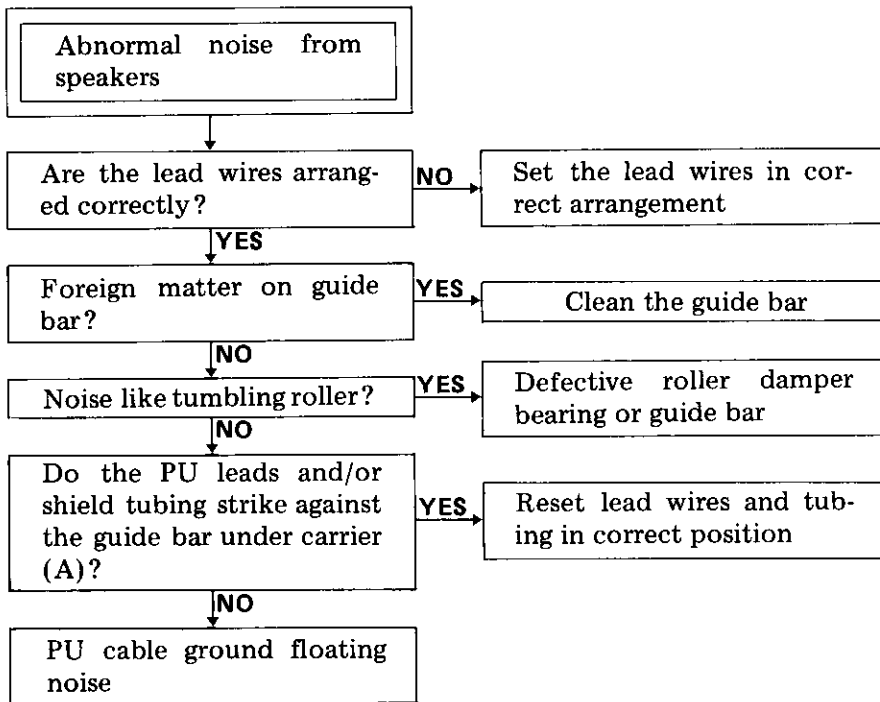 Abnormal noise from
speakers
Are the lead wires arrang-
ed correctly?
NO
Set the lead wires in cor-
rect arrangement
YES
Foreign matter on guide
bar?
YES
Clean the guide bar
NO
Noise like tumbling roller?
YES
Defective roller damper
bearing or guide bar
NO
Do the PU leads and/or
shield tubing strike against
the guide bar under carrier
(A)?
YES
Reset lead wires and tub-
ing in correct position
NO
PU cable ground floating
noise